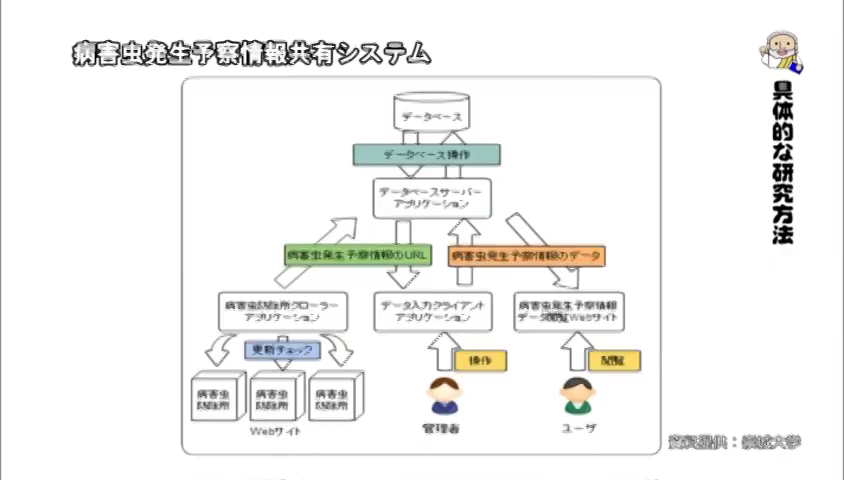 病害虫発生予察情報共有システム
具体的な研究方法
データベース
データベース操作
データベースサーバー
アプリケーション
病害虫発生予察情報のURL
病害虫発生予察情報のデータ
病害虫防除所クローラー
アプリケーション
データ入力クライアント
アプリケーション
病害虫発生予察情報
データ閲覧Webサイト
更新チェック
操作
閲覧
病害虫
防除所
病害虫
防除所
病害虫
防除所
Webサイト
管理者
ユーザ
資料提供：茨城大学